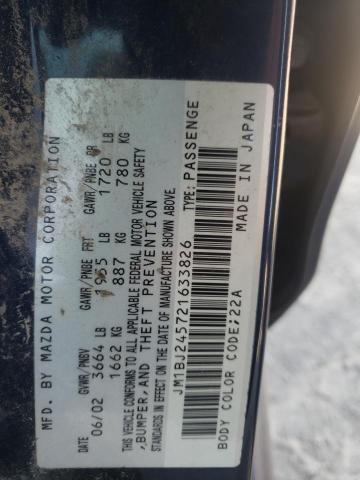 MFD. BY MAZDA MOTOR CORPORATION
DATE GVWR/PNBV GAWR/PNBE FRT GAWR/PNBE RR
06/02 3664 LB 1955 LB 1720 LB
1662 KG 887 KG 780 KG
THIS VEHICLE CONFORMS TO ALL APPLICABLE FEDERAL MOTOR VEHICLE SAFETY
,BUMPER,AND THEFT PREVENTION
STANDARDS IN EFFECT ON THE DATE OF MANUFACTURE SHOWN ABOVE.
JM1BJ245721633826 TYPE: PASSENGE
BODY COLOR CODE;22A MADE IN JAPAN